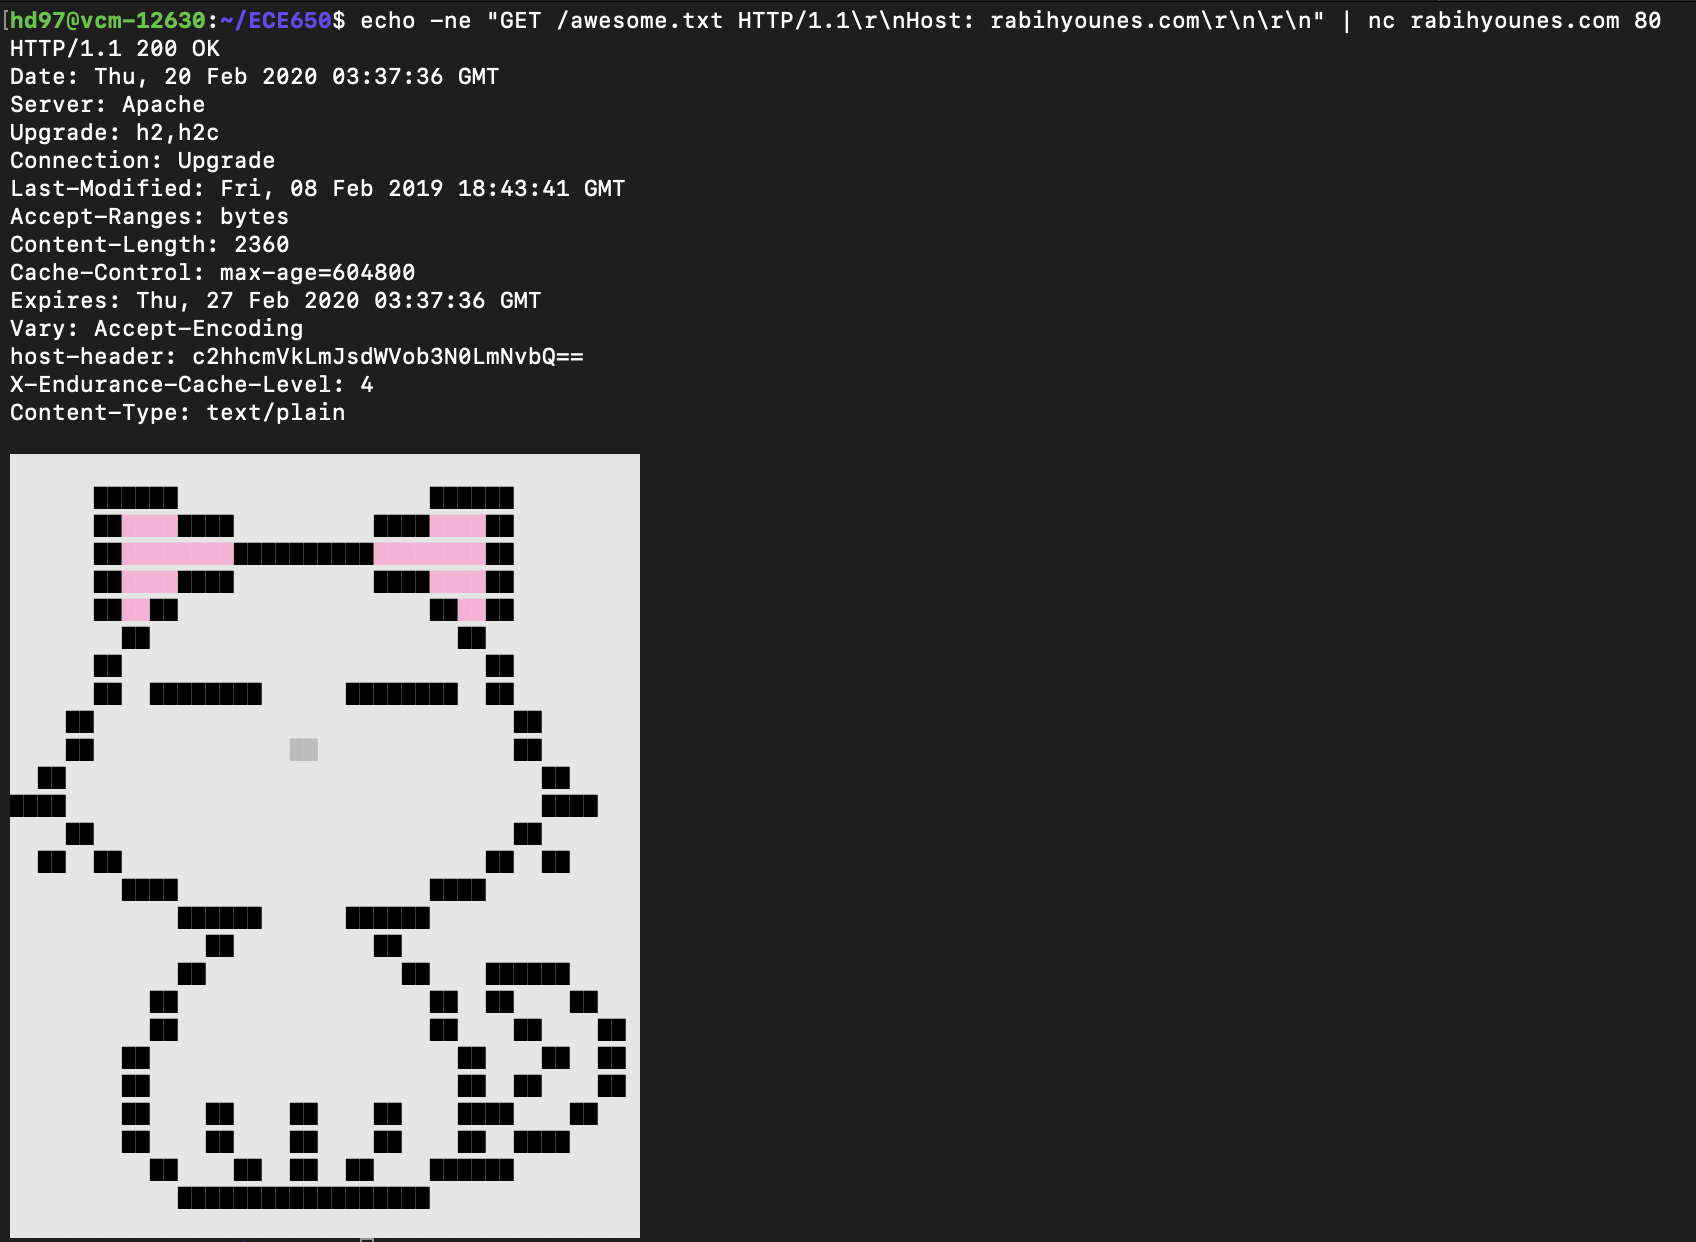 [hd97@vcm-12630:~/ECE650$ echo -ne "GET /awesome.txt HTTP/1.1\r\nHost: rabihyounes.com\r\n\r\n" | nc rabihyounes.com 80
HTTP/1.1 200 OK
Date: Thu, 20 Feb 2020 03:37:36 GMT
Server: Apache
Upgrade: h2,h2c
Connection: Upgrade
Last-Modified: Fri, 08 Feb 2019 18:43:41 GMT
Accept-Ranges: bytes
Content-Length: 2360
Cache-Control: max-age=604800
Expires: Thu, 27 Feb 2020 03:37:36 GMT
Vary: Accept-Encoding
host-header: c2hhcmVkLmJsdWVob3N0LmNvbQ==
X-Endurance-Cache-Level: 4
Content-Type: text/plain